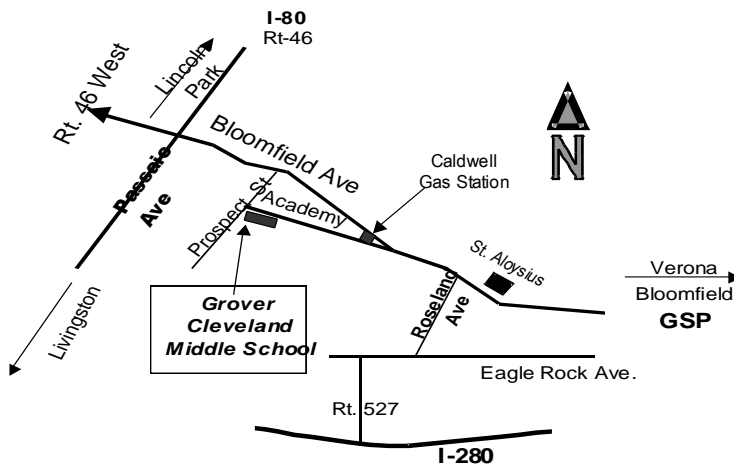 I-80
Rt-46
Lincoln
Park
Rt. 46 West
Bloomfield Ave
Passaic
Ave
Caldwell
Gas Station
N
Prospect St
Academy
St. Aloysius
Verona
Bloomfield
GSP
Grover
Cleveland
Middle School
Roseland
Ave
Livingston
Eagle Rock Ave.
Rt. 527
I-280